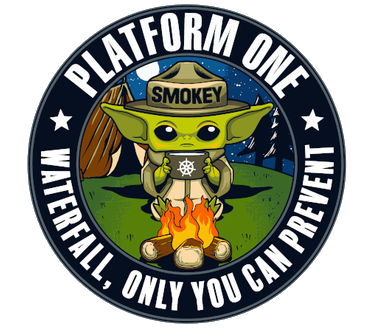 PLATFORM ONE
SMOKEY
WATERFALL, ONLY YOU CAN PREVENT